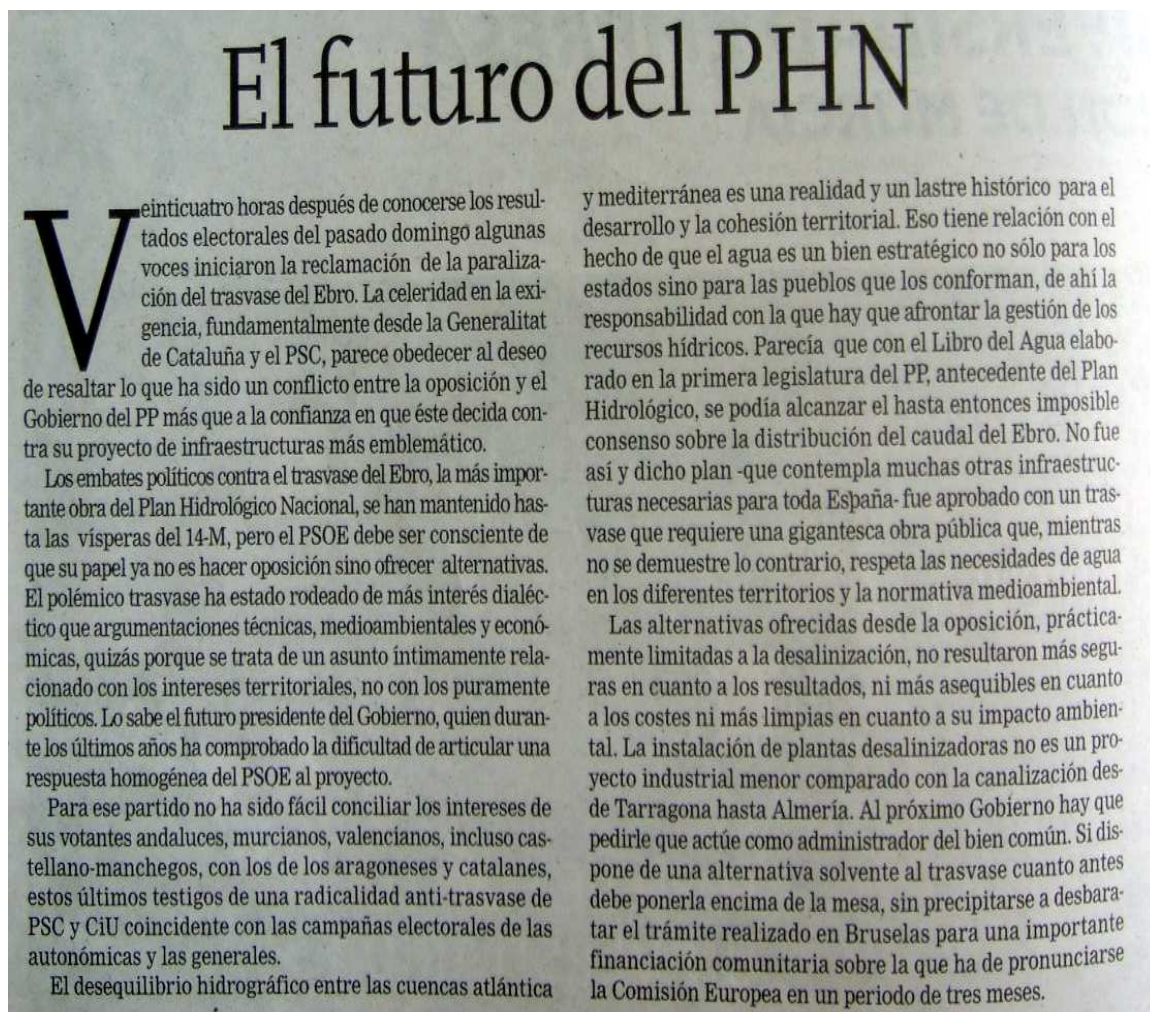 El futuro del PHN
Veinticuatro horas después de conocerse los resul-
tados electorales del pasado domingo algunas
voces iniciaron la reclamación de la paraliza-
ción del trasvase del Ebro. La celeridad en la exi-
gencia, fundamentalmente desde la Generalitat
de Cataluña y el PSC, parece obedecer al deseo
de resaltar lo que ha sido un conflicto entre la oposición y el
Gobierno del PP más que a la confianza en que éste decida con-
tra su proyecto de infraestructuras más emblemático.
Los embates políticos contra el trasvase del Ebro, la más impor-
tante obra del Plan Hidrológico Nacional, se han mantenido has-
ta las vísperas del 14-M, pero el PSOE debe ser consciente de
que su papel ya no es hacer oposición sino ofrecer alternativas.
El polémico trasvase ha estado rodeado de más interés dialéc-
tico que argumentaciones técnicas, medioambientales y econó-
micas, quizás porque se trata de un asunto íntimamente rela-
cionado con los intereses territoriales, no con los puramente
políticos. Lo sabe el futuro presidente del Gobierno, quien duran-
te los últimos años ha comprobado la dificultad de articular una
respuesta homogénea del PSOE al proyecto.
Para ese partido no ha sido fácil conciliar los intereses de
sus votantes andaluces, murcianos, valencianos, incluso cas-
tellano-manchegos, con los de los aragoneses y catalanes,
estos últimos testigos de una radicalidad anti-trasvase de
PSC y CiU coincidente con las campañas electorales de las
autonómicas y las generales.
El desequilibrio hidrográfico entre las cuencas atlántica
y mediterránea es una realidad y un lastre histórico para el
desarrollo y la cohesión territorial. Eso tiene relación con el
hecho de que el agua es un bien estratégico no sólo para los
estados sino para las pueblos que los conforman, de ahí la
responsabilidad con la que hay que afrontar la gestión de los
recursos hídricos. Parecía que con el Libro del Agua elabo-
rado en la primera legislatura del PP, antecedente del Plan
Hidrológico, se podía alcanzar el hasta entonces imposible
consenso sobre la distribución del caudal del Ebro. No fue
así y dicho plan -que contempla muchas otras infraestruc-
turas necesarias para toda España- fue aprobado con un tras-
vase que requiere una gigantesca obra pública que, mientras
no se demuestre lo contrario, respeta las necesidades de agua
en los diferentes territorios y la normativa medioambiental.
Las alternativas ofrecidas desde la oposición, práctica-
mente limitadas a la desalinización, no resultaron más segu-
ras en cuanto a los resultados, ni más asequibles en cuanto
a los costes ni más limpias en cuanto a su impacto ambien-
tal. La instalación de plantas desalinizadoras no es un pro-
yecto industrial menor comparado con la canalización des-
de Tarragona hasta Almería. Al próximo Gobierno hay que
pedirle que actúe como administrador del bien común. Si dis-
pone de una alternativa solvente al trasvase cuanto antes
debe ponerla encima de la mesa, sin precipitarse a desbara-
tar el trámite realizado en Bruselas para una importante
financiación comunitaria sobre la que ha de pronunciarse
la Comisión Europea en un periodo de tres meses.